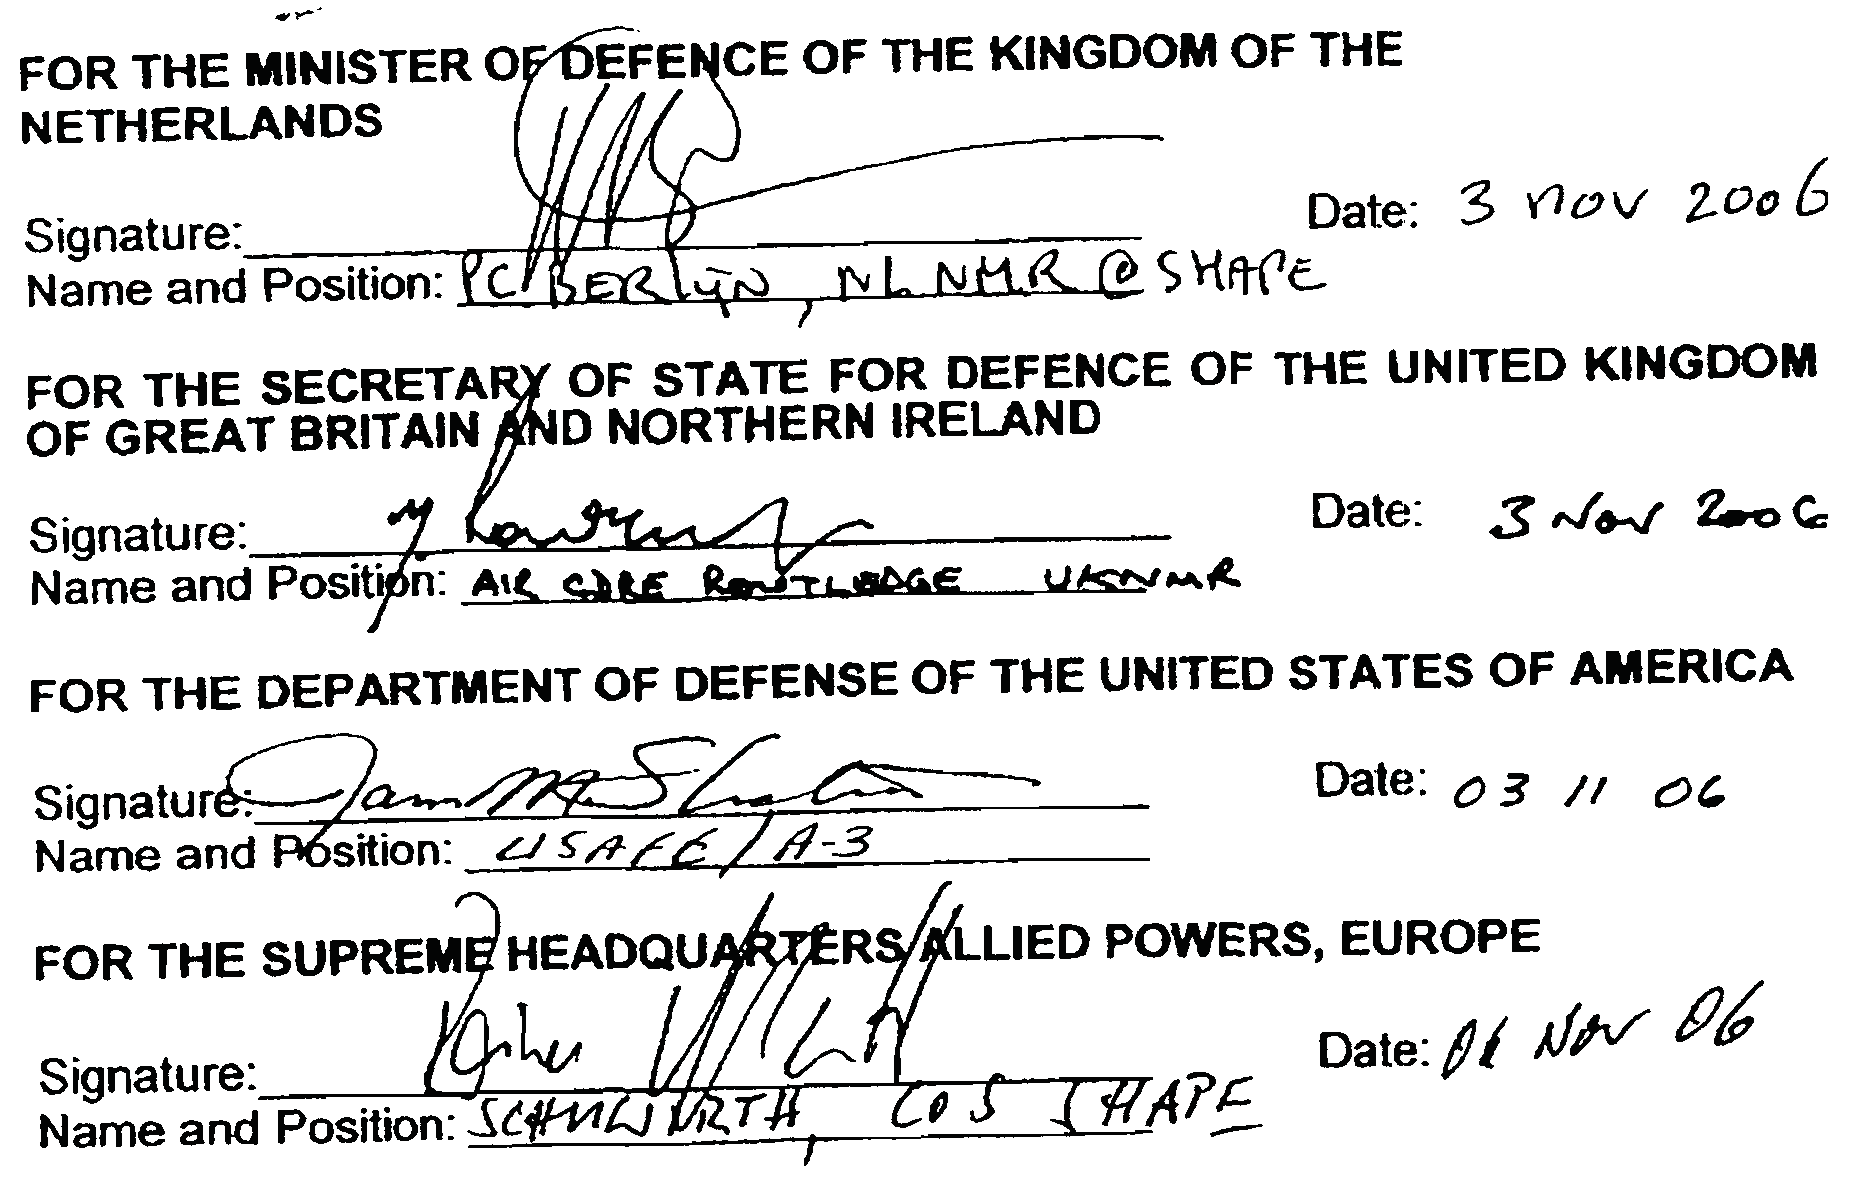 FOR THE MINISTER OF DEFENCE OF THE KINGDOM OF THE
NETHERLANDS
Signature: Date: 3 NOV 2006
Name and Position: PC BERLIJN, NL NMR @ SHAPE
FOR THE SECRETARY OF STATE FOR DEFENCE OF THE UNITED KINGDOM
OF GREAT BRITAIN AND NORTHERN IRELAND
Signature: Date: 3 NOV 2006
Name and Position: AIR CDRE ROUTLEDGE UKNMR
FOR THE DEPARTMENT OF DEFENSE OF THE UNITED STATES OF AMERICA
Signature: Date: 03 11 06
Name and Position: USAFE/A-3
FOR THE SUPREME HEADQUARTERS ALLIED POWERS, EUROPE
Signature: Date: NOV 06
Name and Position: COS SHAPE